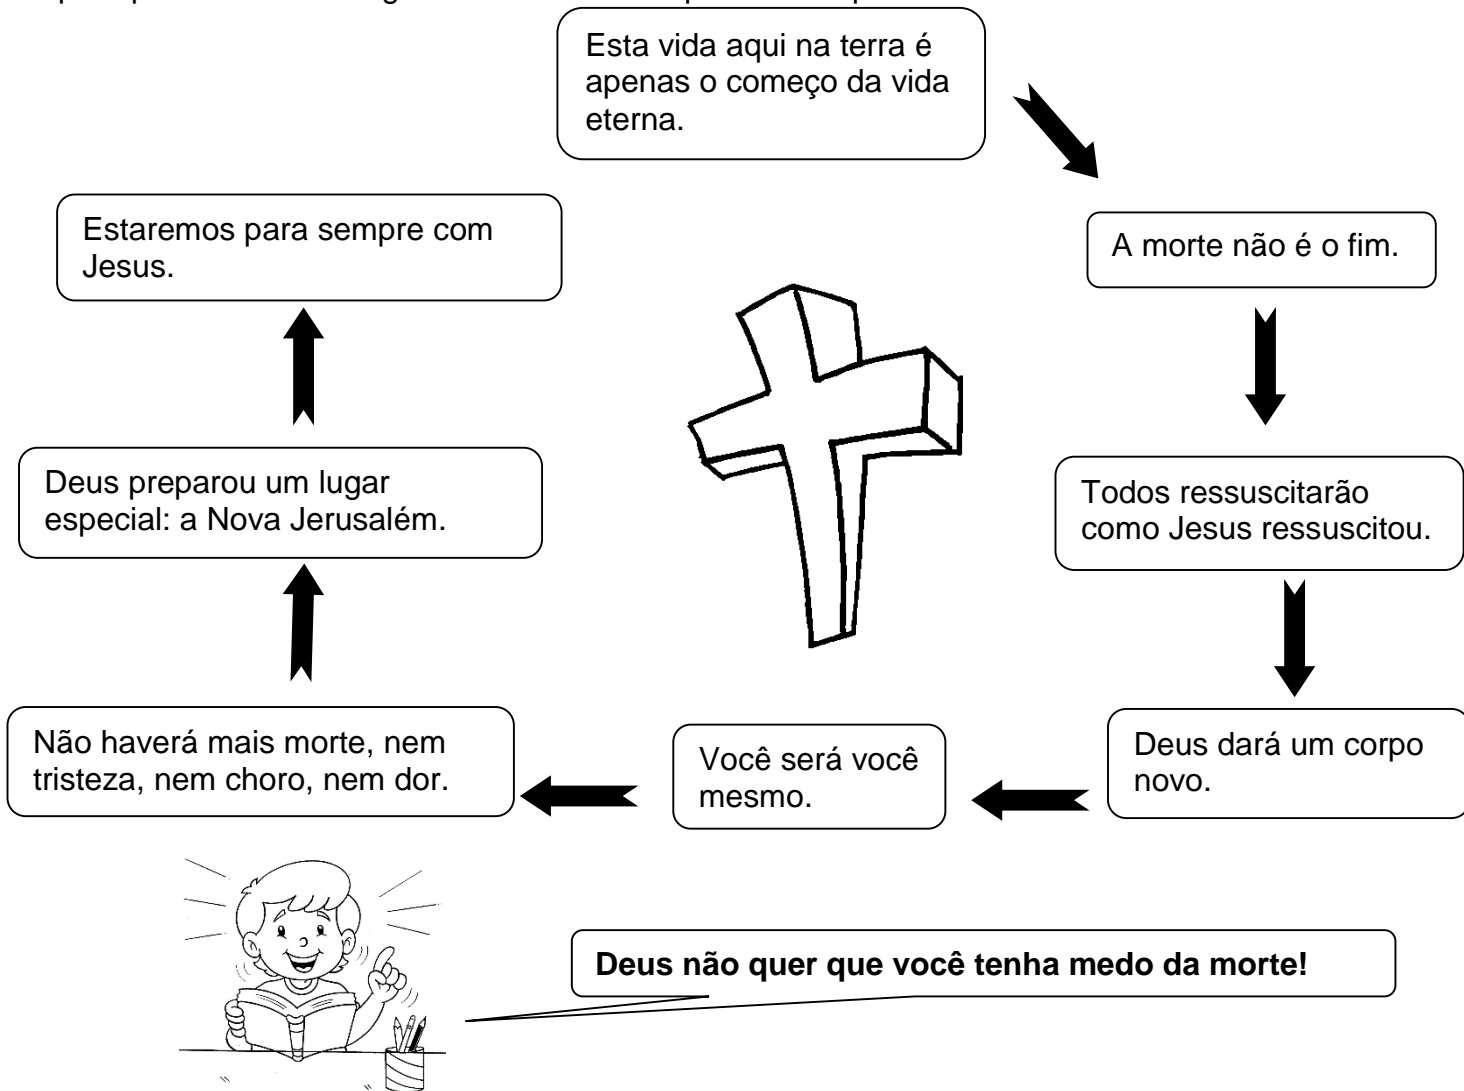 Esta vida aqui na terra é
apenas o começo da vida
eterna.
A morte não é o fim.
Todos ressuscitarão
como Jesus ressuscitou.
Deus dará um corpo
novo.
Você será você
mesmo.
Não haverá mais morte, nem
tristeza, nem choro, nem dor.
Deus preparou um lugar
especial: a Nova Jerusalém.
Estaremos para sempre com
Jesus.
Deus não quer que você tenha medo da morte!